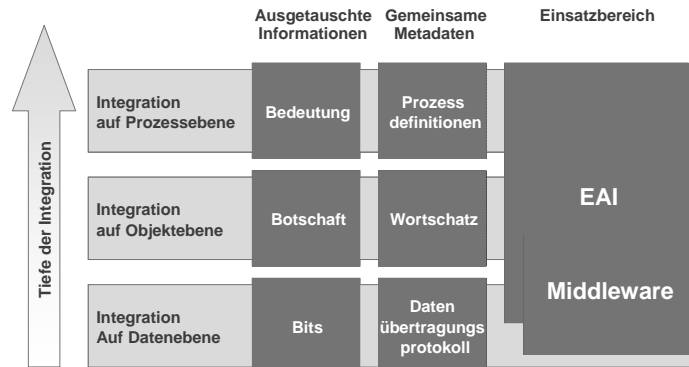 Ausgetauschte Informationen
Gemeinsame Metadaten
Einsatzbereich
Tiefe der Integration
Integration
auf Prozessebene
Bedeutung
Prozess
definitionen
Integration
auf Objektebene
Botschaft
Wortschatz
Integration
Auf Datenebene
Bits
Daten
übertragungs
protokoll
EAI
Middleware